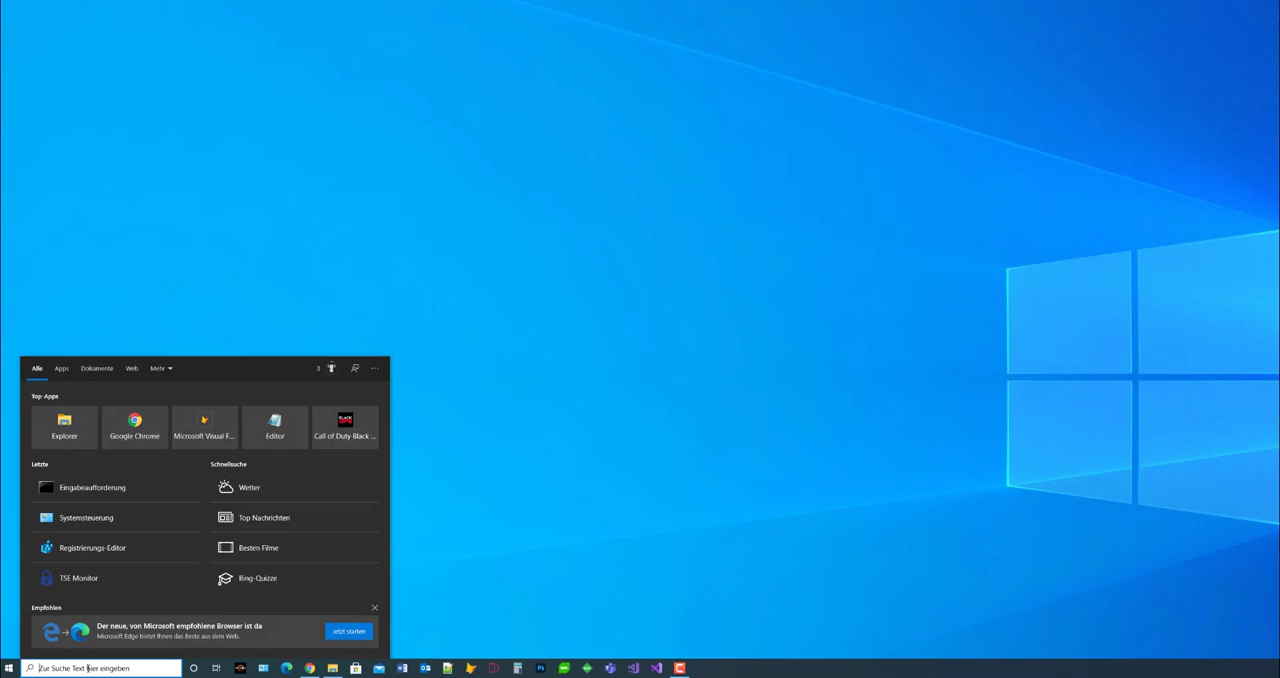 Alle Apps Dokumente Web Mehr 3 ...
Top-Apps
Explorer Google Chrome Microsoft Visual F... Editor Call of Duty Black ...
BLACK OPS
Letzte Schnellsuche
Eingabeaufforderung Wetter
Systemsteuerung Top Nachrichten
Registrierungs-Editor Besten Filme
TSE Monitor Bing-Quizze
Empfohlen
Der neue, von Microsoft empfohlene Browser ist da
Microsoft Edge bietet Ihnen das Beste aus dem Web.
Jetzt starten
Zur Suche Text hier eingeben